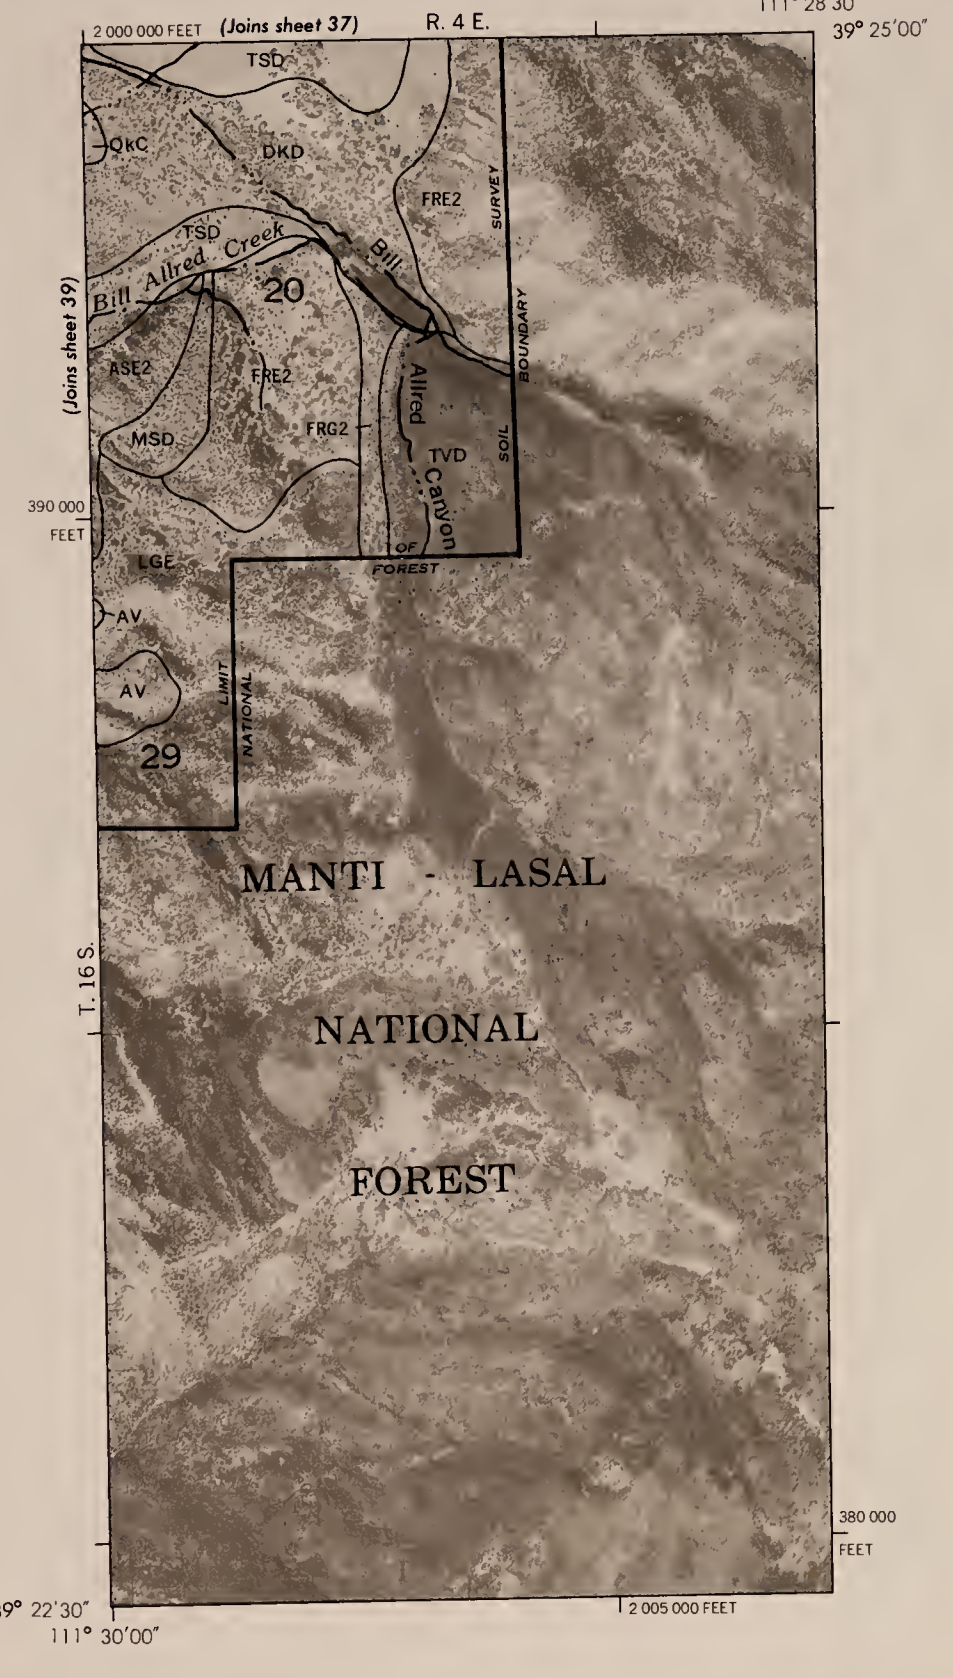 111° 28'30"
2 000 000 FEET
(Joins sheet 37)
R. 4 E.
39° 25'00"
TSD
QkC
DKD
SURVEY
FRE2
TSD
Bill Allred Creek
Bill
20
(Joins sheet 39)
BOUNDARY
ASE2
FRE2
Allred
FRG2
MSD
TVD
SOIL
Canyon
390 000
FEET
OF
LGE
FOREST
AV
LIMIT
NATIONAL
AV
29
MANTI - LASAL
T. 16 S.
NATIONAL
FOREST
380 000
FEET
9° 22'30"
2 005 000 FEET
111° 30'00"